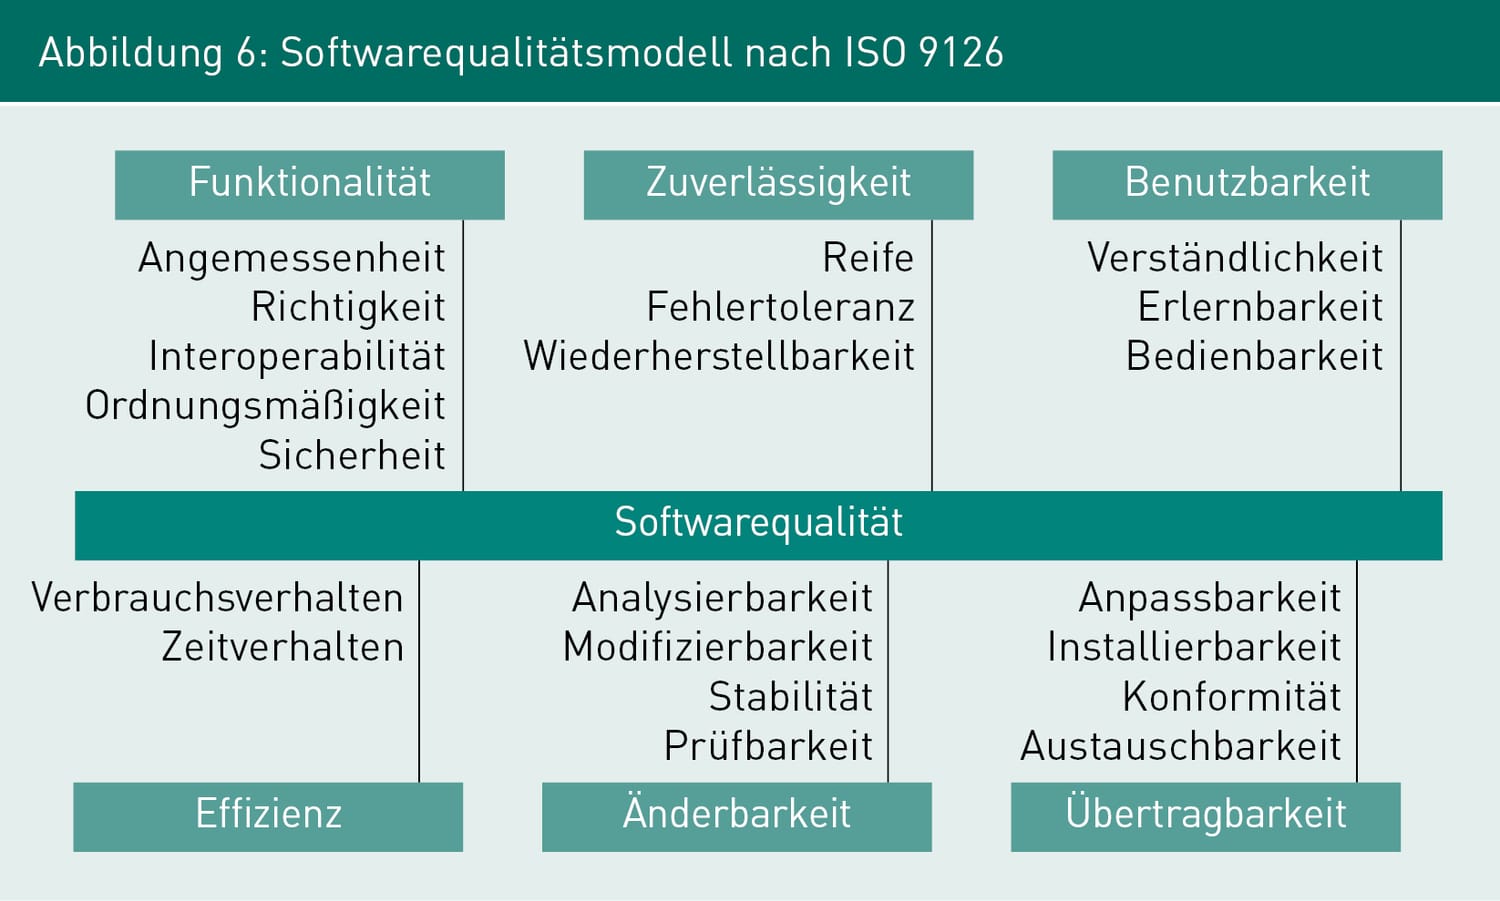 Abbildung 6: Softwarequalitätsmodell nach ISO 9126
Funktionalität
Angemessenheit
Richtigkeit
Interoperabilität
Ordnungsmäßigkeit
Sicherheit
Zuverlässigkeit
Reife
Fehlertoleranz
Wiederherstellbarkeit
Benutzbarkeit
Verständlichkeit
Erlernbarkeit
Bedienbarkeit
Softwarequalität
Verbrauchsverhalten
Zeitverhalten
Effizienz
Analysierbarkeit
Modifizierbarkeit
Stabilität
Prüfbarkeit
Änderbarkeit
Anpassbarkeit
Installierbarkeit
Konformität
Austauschbarkeit
Übertragbarkeit